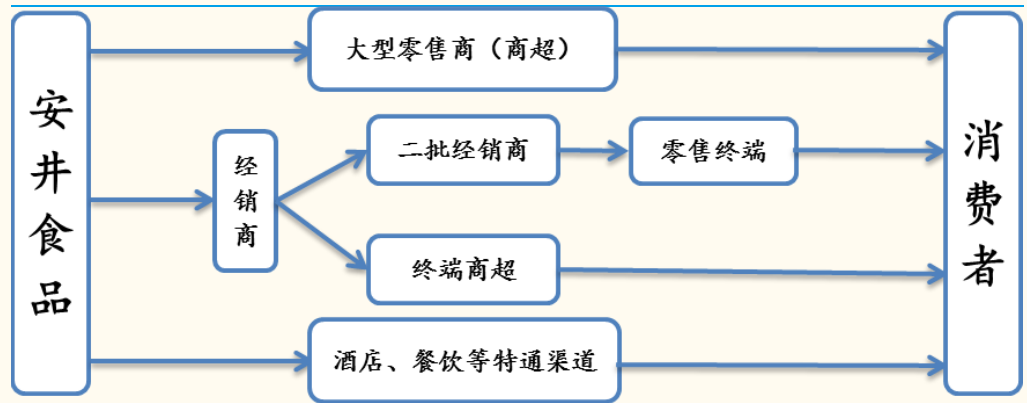 安井食品
大型零售商（商超）
经销商
二批经销商
零售终端
终端商超
酒店、餐饮等特通渠道
消费者